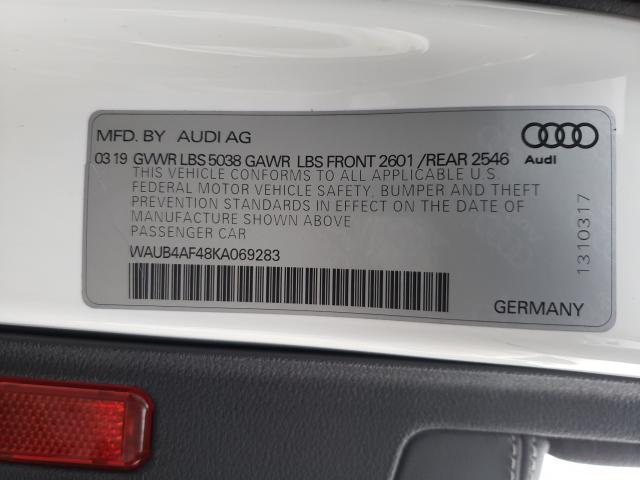 MFD. BY AUDI AG
03 19 GVWR LBS 5038 GAWR LBS FRONT 2601 /REAR 2546
THIS VEHICLE CONFORMS TO ALL APPLICABLE U.S.
FEDERAL MOTOR VEHICLE SAFETY, BUMPER AND THEFT
PREVENTION STANDARDS IN EFFECT ON THE DATE OF
MANUFACTURE SHOWN ABOVE
PASSENGER CAR
WAUB4AF48KA069283
Audi
1310317
GERMANY